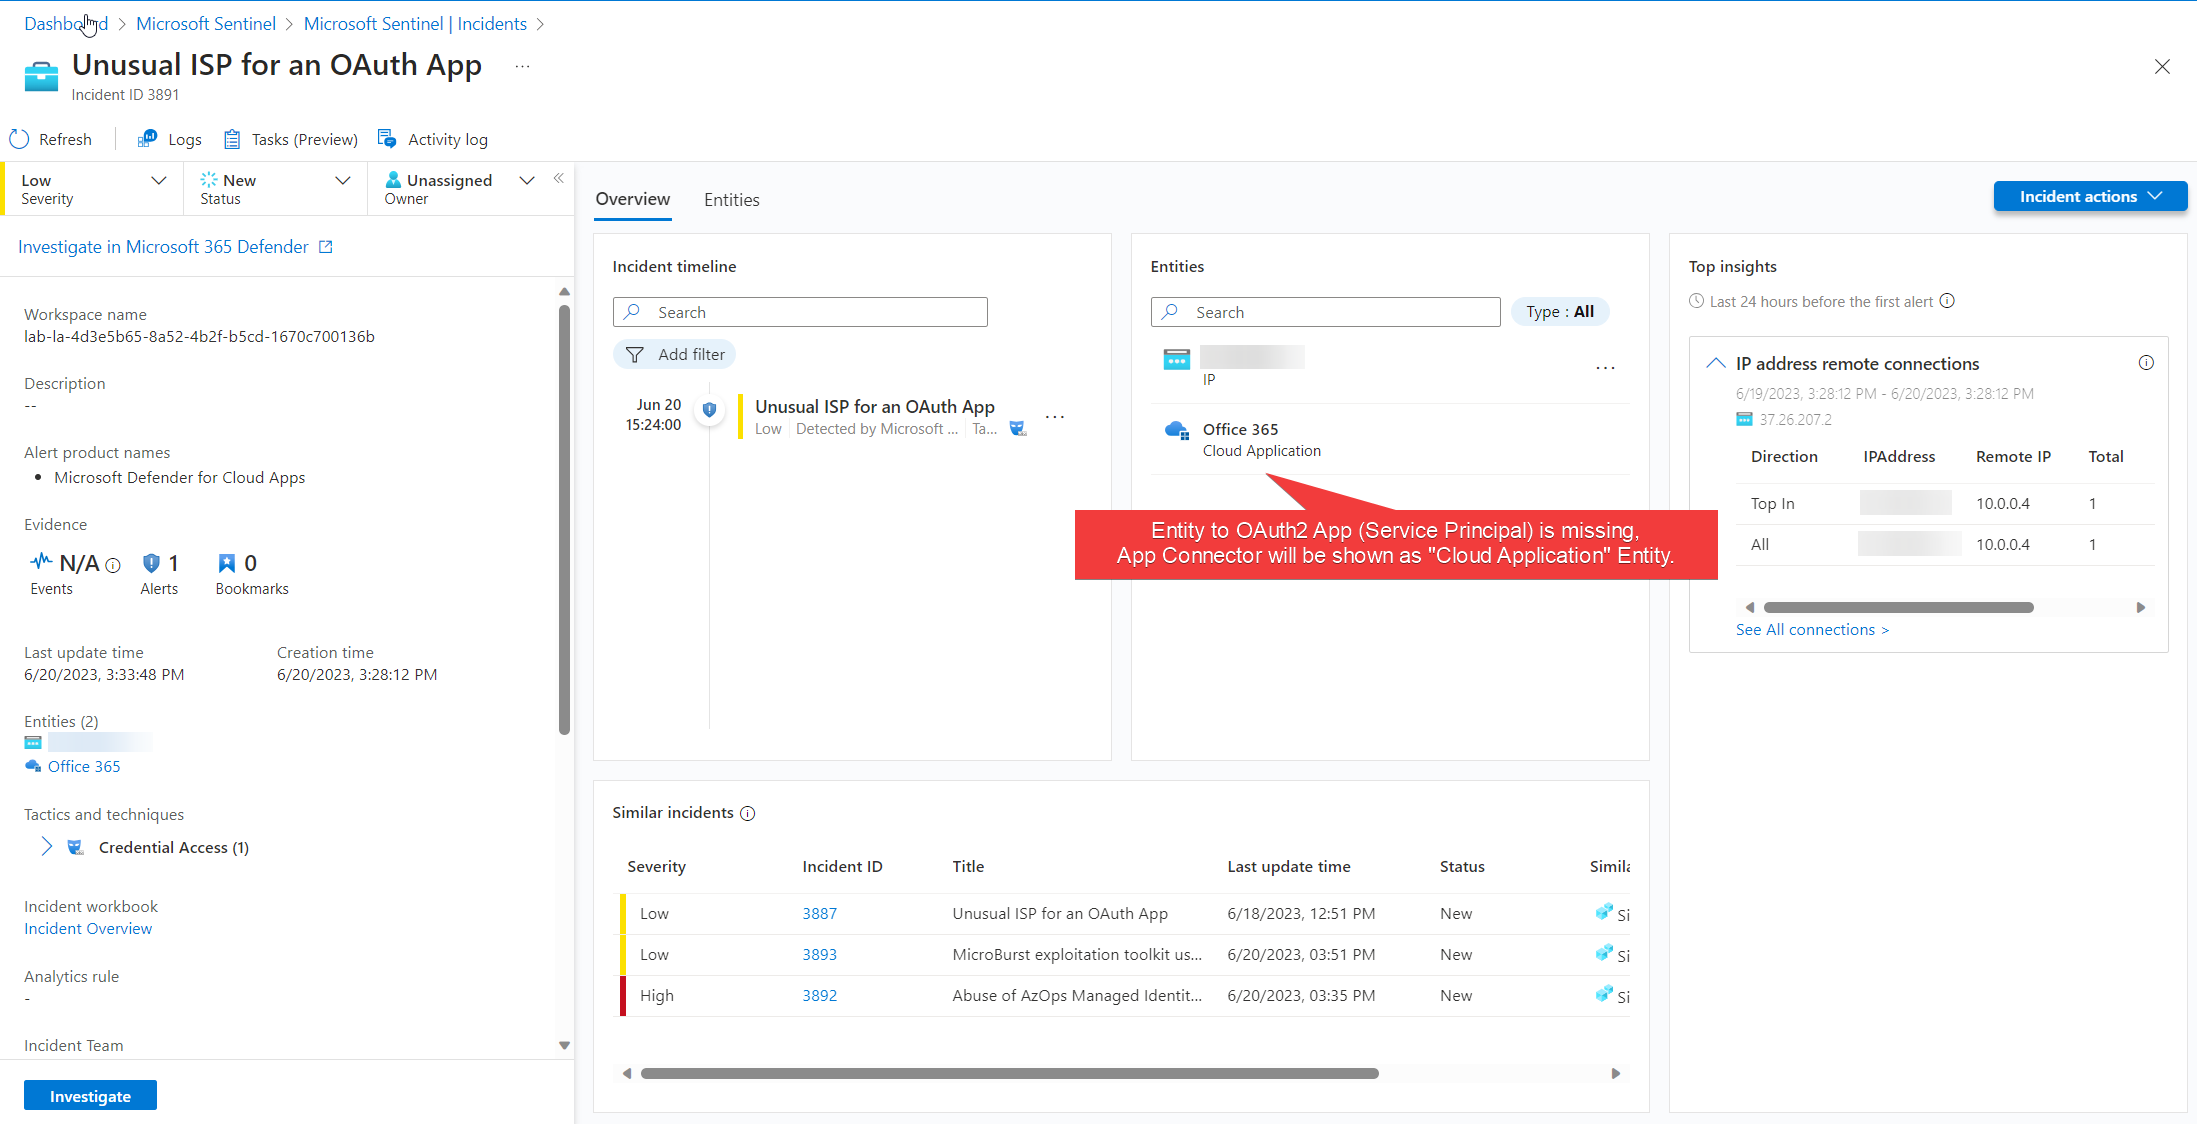 Dashboard > Microsoft Sentinel > Microsoft Sentinel | Incidents >
Unusual ISP for an OAuth App ...
Incident ID 3891
Refresh Logs Tasks (Preview) Activity log
Low
Severity
New
Status
Unassigned
Owner
«
Investigate in Microsoft 365 Defender
Workspace name
lab-la-4d3e5b65-8a52-4b2f-b5cd-1670c700136b
Description
--
Alert product names
• Microsoft Defender for Cloud Apps
Evidence
N/A
Events
1
Alerts
0
Bookmarks
Last update time
6/20/2023, 3:33:48 PM
Creation time
6/20/2023, 3:28:12 PM
Entities (2)
Office 365
Tactics and techniques
Credential Access (1)
Incident workbook
Incident Overview
Analytics rule
-
Incident Team
Investigate
Overview Entities
Incident actions
Incident timeline
Search
Add filter
Jun 20
15:24:00
Unusual ISP for an OAuth App ...
Low Detected by Microsoft ... Ta...
Entities
Search
Type : All
IP
...
Office 365
Cloud Application
Entity to OAuth2 App (Service Principal) is missing,
App Connector will be shown as "Cloud Application" Entity.
Top insights
Last 24 hours before the first alert
IP address remote connections
6/19/2023, 3:28:12 PM - 6/20/2023, 3:28:12 PM
37.26.207.2
Direction IPAddress Remote IP Total
Top In 10.0.0.4 1
All 10.0.0.4 1
See All connections >
Similar incidents
Severity Incident ID Title Last update time Status Simila
Low 3887 Unusual ISP for an OAuth App 6/18/2023, 12:51 PM New Si
Low 3893 MicroBurst exploitation toolkit us... 6/20/2023, 03:51 PM New Si
High 3892 Abuse of AzOps Managed Identit... 6/20/2023, 03:35 PM New Si